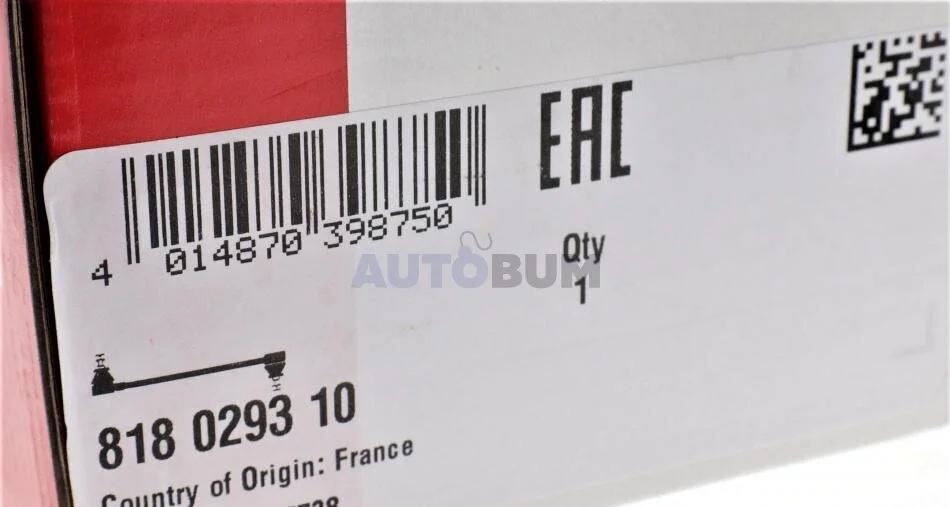 EAC
4 014870 398750
AUTOBUM
Qty
1
818 0293 10
Country of Origin: France